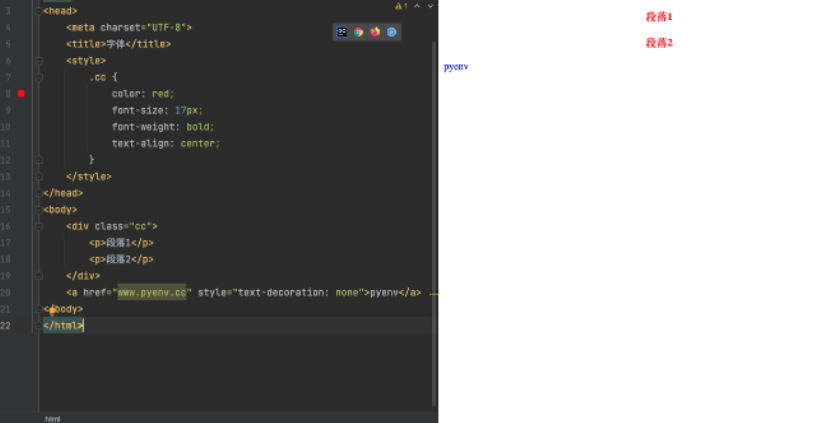 1
3 <head>
4 <meta charset="UTF-8">
5 <title>字体</title>
6 <style>
7 .cc {
8 color: red;
9 font-size: 17px;
10 font-weight: bold;
11 text-align: center;
12 }
13 </style>
14 </head>
15 <body>
16 <div class="cc">
17 <p>段落1</p>
18 <p>段落2</p>
19 </div>
20 <a href="www.pyenv.cc" style="text-decoration: none">pyenv</a>
21 </body>
22 </html>
html
段落1
段落2
pyenv